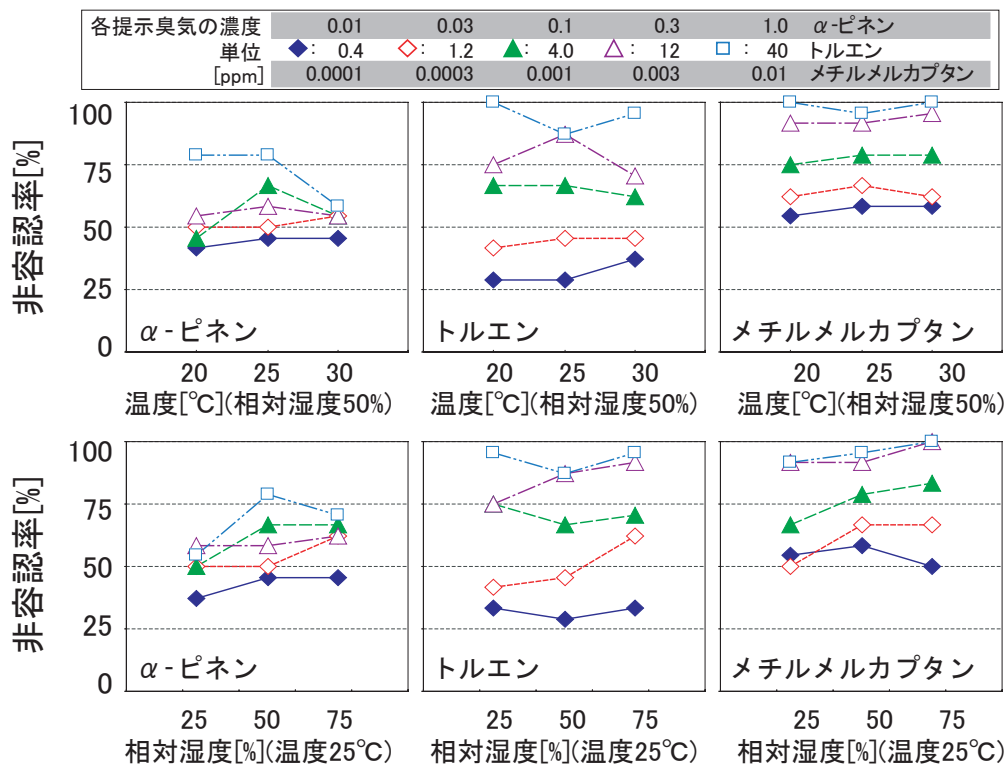 各提示臭気の濃度 0.01 0.03 0.1 0.3 1.0 α-ピネン
単位 : 0.4 : 1.2 : 4.0 : 12 : 40 トルエン
[ppm] 0.0001 0.0003 0.001 0.003 0.01 メチルメルカプタン
非容認率[%]
100
75
50
25
0
α-ピネン
トルエン
メチルメルカプタン
20 25 30
20 25 30
20 25 30
温度[℃](相対湿度50%)
温度[℃](相対湿度50%)
温度[℃](相対湿度50%)
非容認率[%]
100
75
50
25
0
α-ピネン
トルエン
メチルメルカプタン
25 50 75
25 50 75
25 50 75
相対湿度[%](温度25℃)
相対湿度[%](温度25℃)
相対湿度[%](温度25℃)